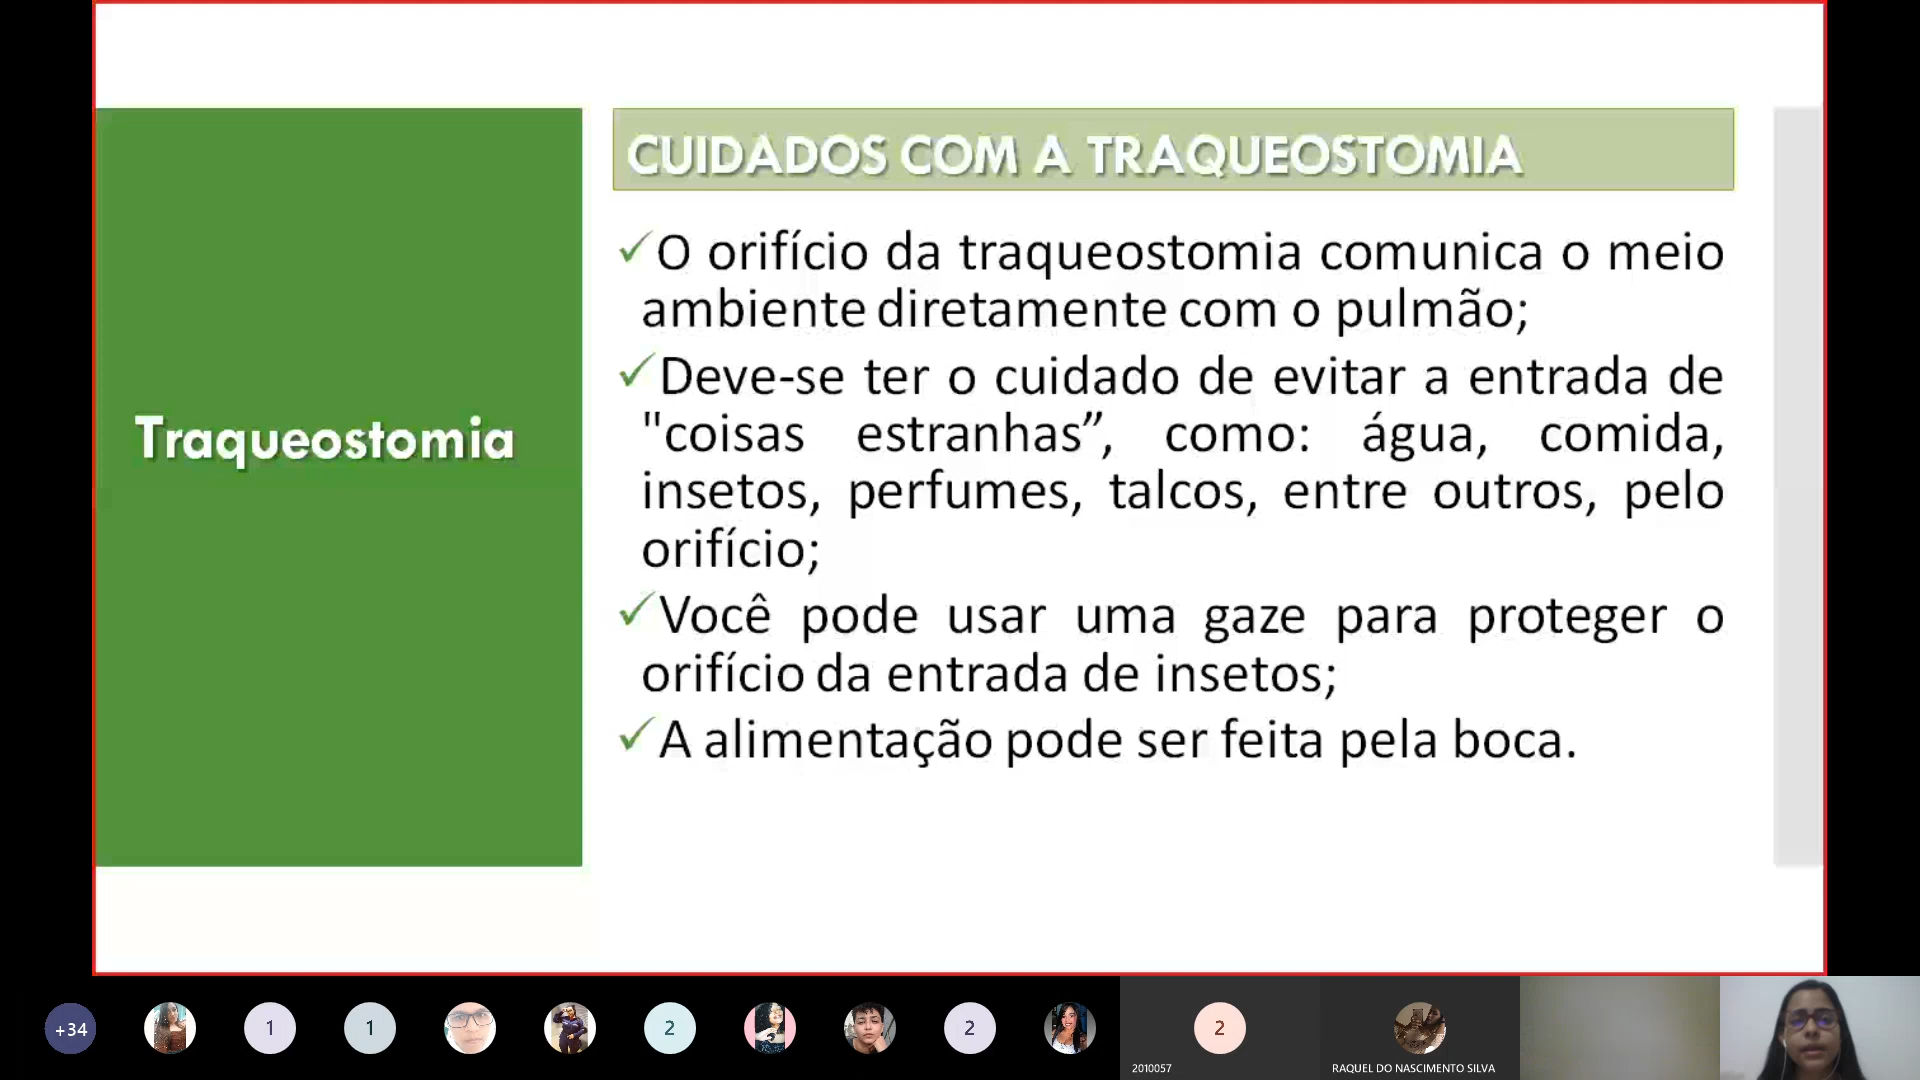 CUIDADOS COM A TRAQUEOSTOMIA
Traqueostomia
✓O orifício da traqueostomia comunica o meio
ambiente diretamente com o pulmão;
✓Deve-se ter o cuidado de evitar a entrada de
"coisas estranhas”, como: água, comida,
insetos, perfumes, talcos, entre outros, pelo
orifício;
✓Você pode usar uma gaze para proteger o
orifício da entrada de insetos;
✓A alimentação pode ser feita pela boca.
+34
1
1
2
2
2
2010057
RAQUEL DO NASCIMENTO SILVA